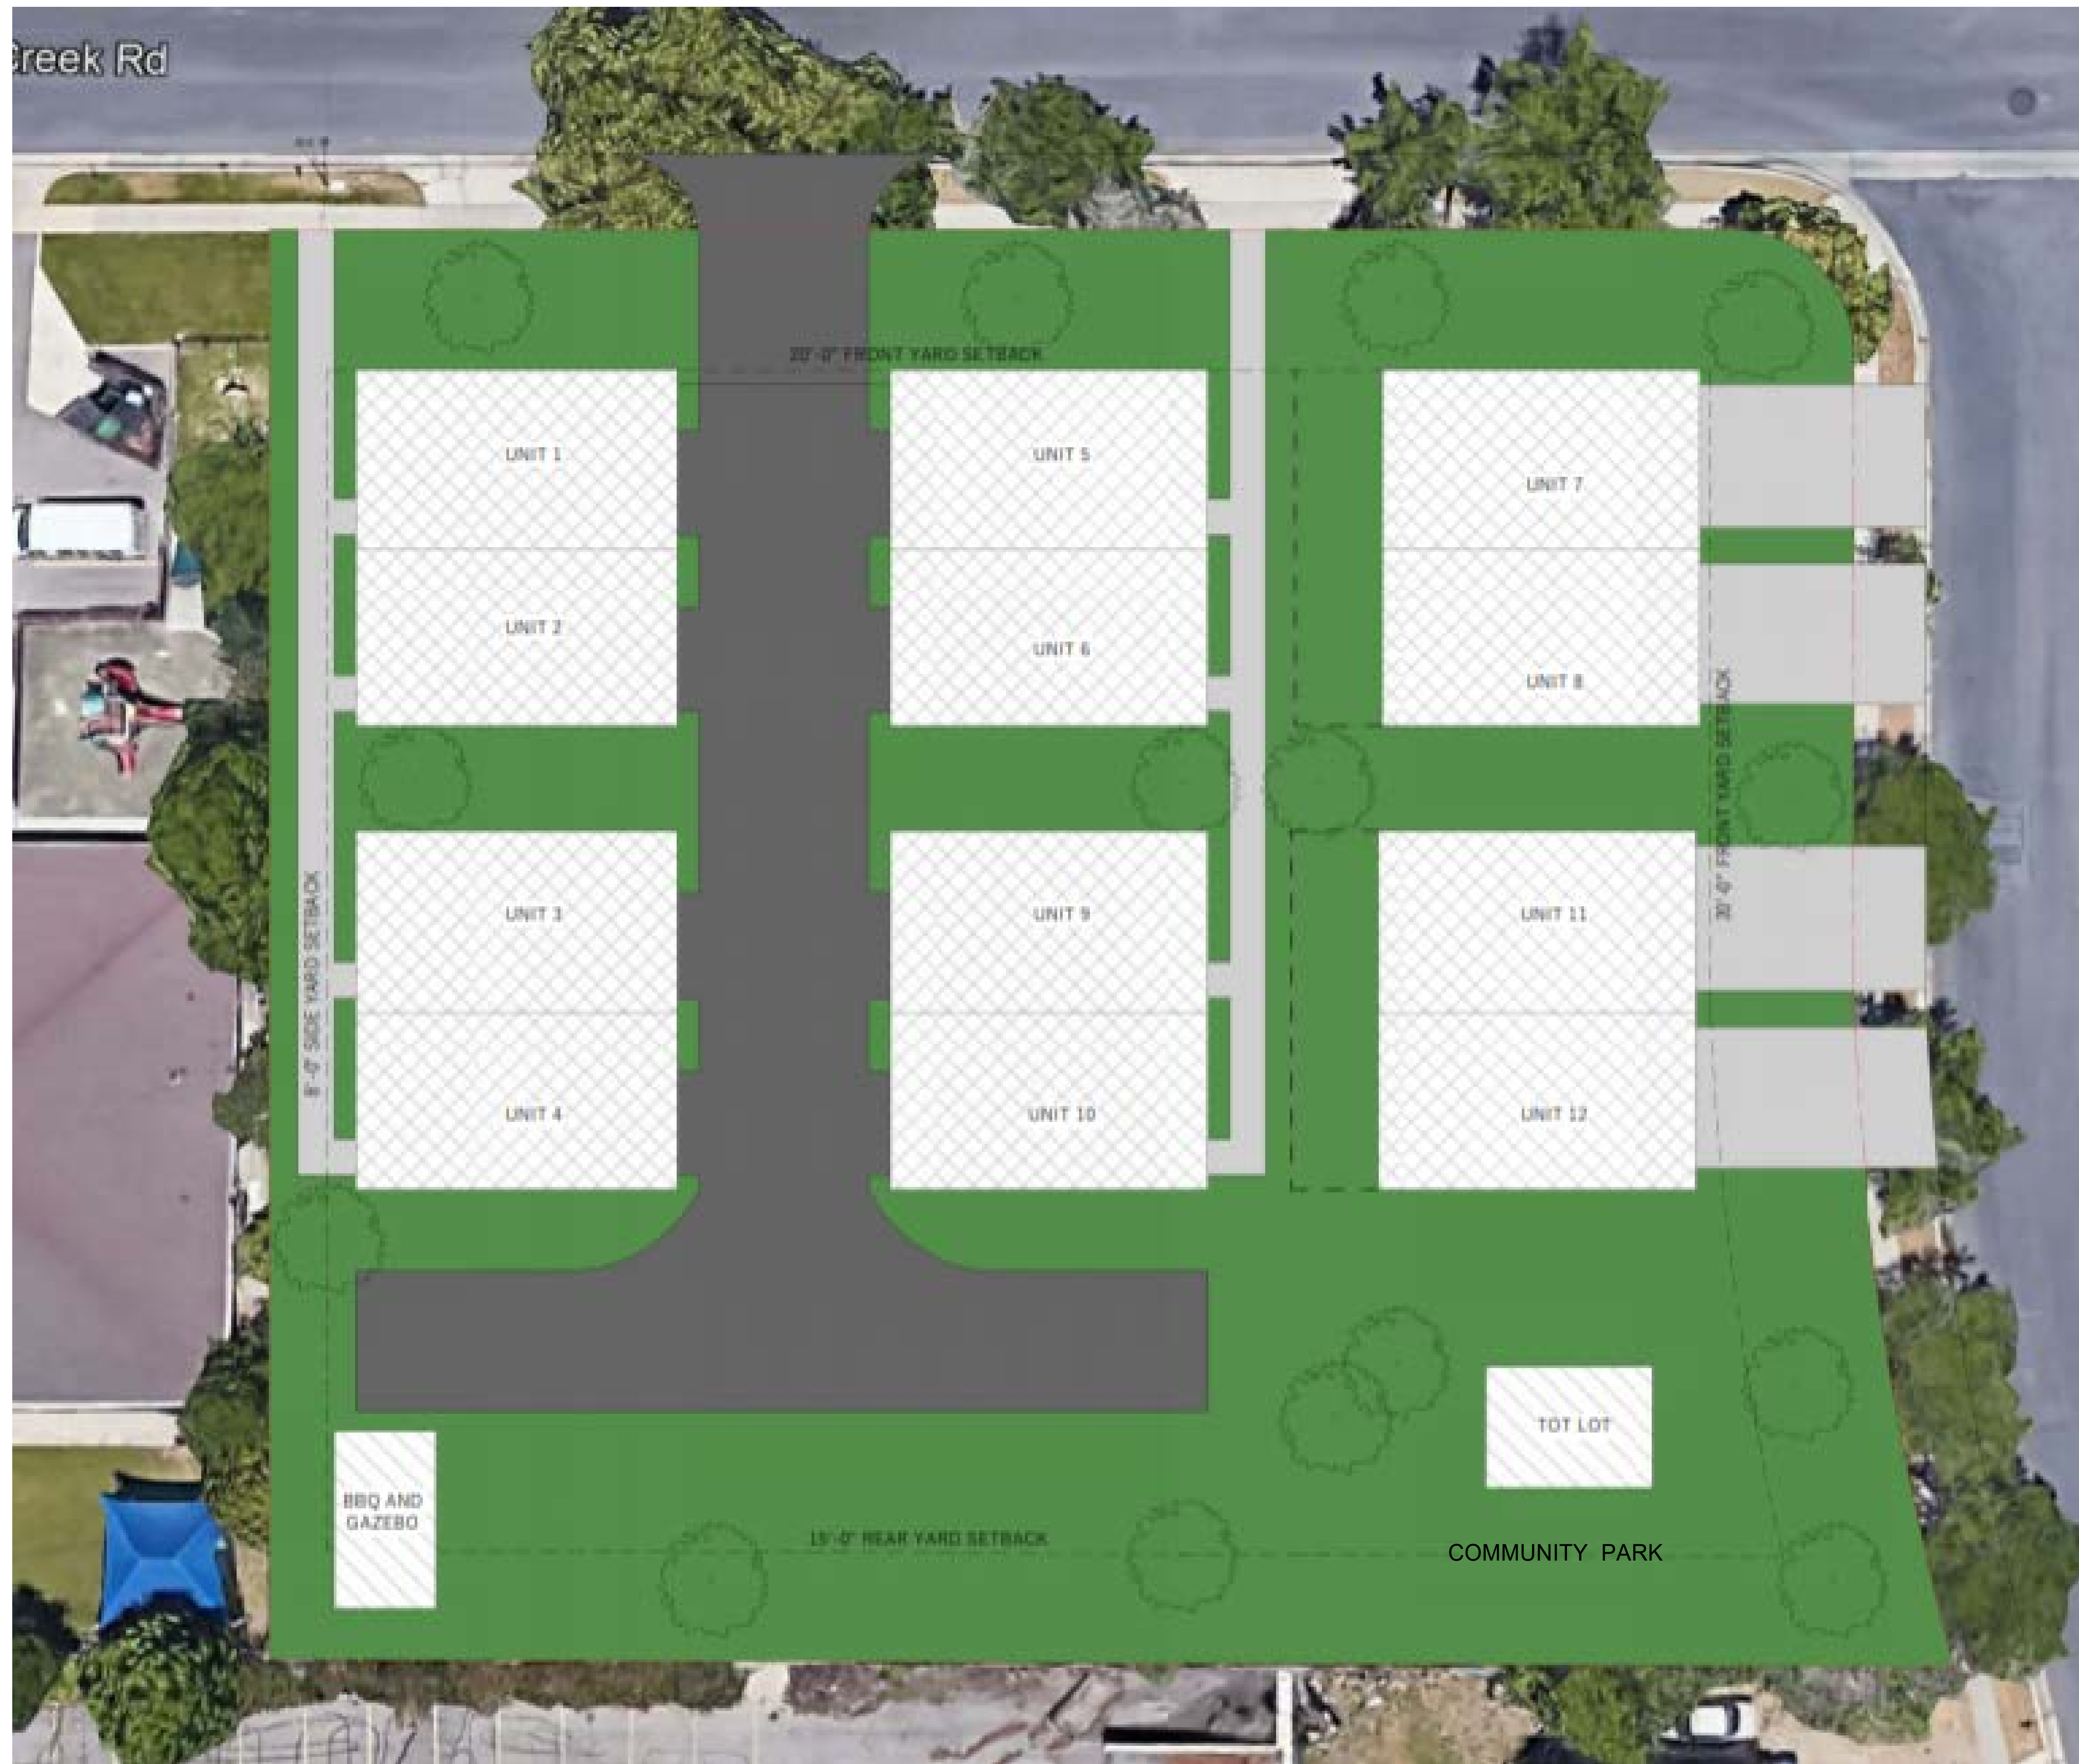 Creek Rd
20'-0" FRONT YARD SETBACK
UNIT 1
UNIT 5
UNIT 7
UNIT 2
UNIT 6
UNIT 8
20'-0" FRONT YARD SETBACK
8'-0" SIDE YARD SETBACK
UNIT 3
UNIT 9
UNIT 11
UNIT 4
UNIT 10
UNIT 12
TOT LOT
BBQ AND
GAZEBO
15'-0" REAR YARD SETBACK
COMMUNITY PARK